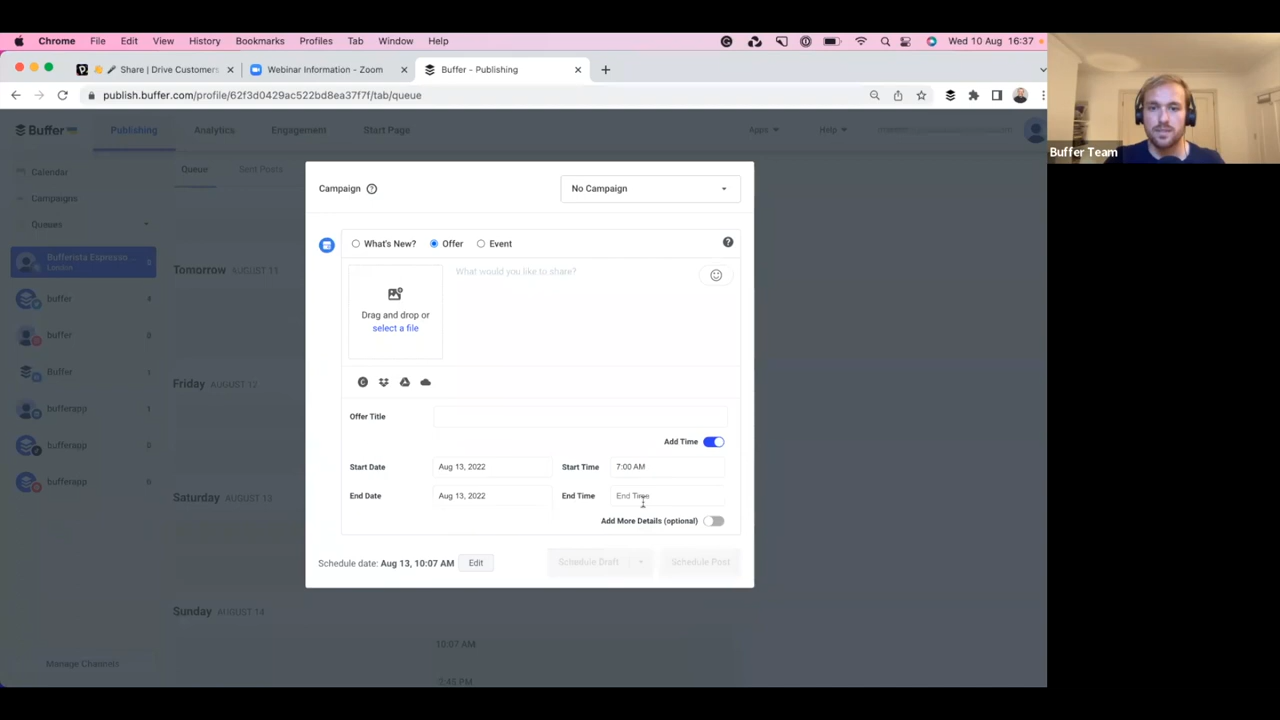 Chrome File Edit View History Bookmarks Profiles Tab Window Help Wed 10 Aug 16:37
Share | Drive Customers Webinar Information - Zoom Buffer - Publishing
publish.buffer.com/profile/62f3d0429ac522bd8ea37f7f/tab/queue
Buffer Publishing Analytics Engagement Start Page Apps Help
Buffer Team
Calendar
Queue Sent Posts
Campaigns
Queues
Bufferista Espresso ...
London
Tomorrow AUGUST 11
buffer 4
buffer
Buffer
Friday AUGUST 12
bufferapp 1
bufferapp
bufferapp
Saturday AUGUST 13
Sunday AUGUST 14
10:07 AM
Manage Channels
2:45 PM
Campaign ? No Campaign
What's New? Offer Event ?
What would you like to share?
Drag and drop or
select a file
Offer Title
Add Time
Start Date Aug 13, 2022 Start Time 7:00 AM
End Date Aug 13, 2022 End Time End Time
Add More Details (optional)
Schedule date: Aug 13, 10:07 AM Edit Schedule Draft Schedule Post